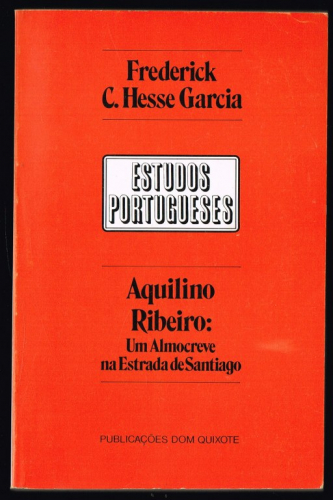 Frederick
C. Hesse Garcia
ESTUDOS
PORTUGUESES
Aquilino
Ribeiro:
Um Almocreve
na Estrada de Santiago
PUBLICAÇÕES DOM QUIXOTE